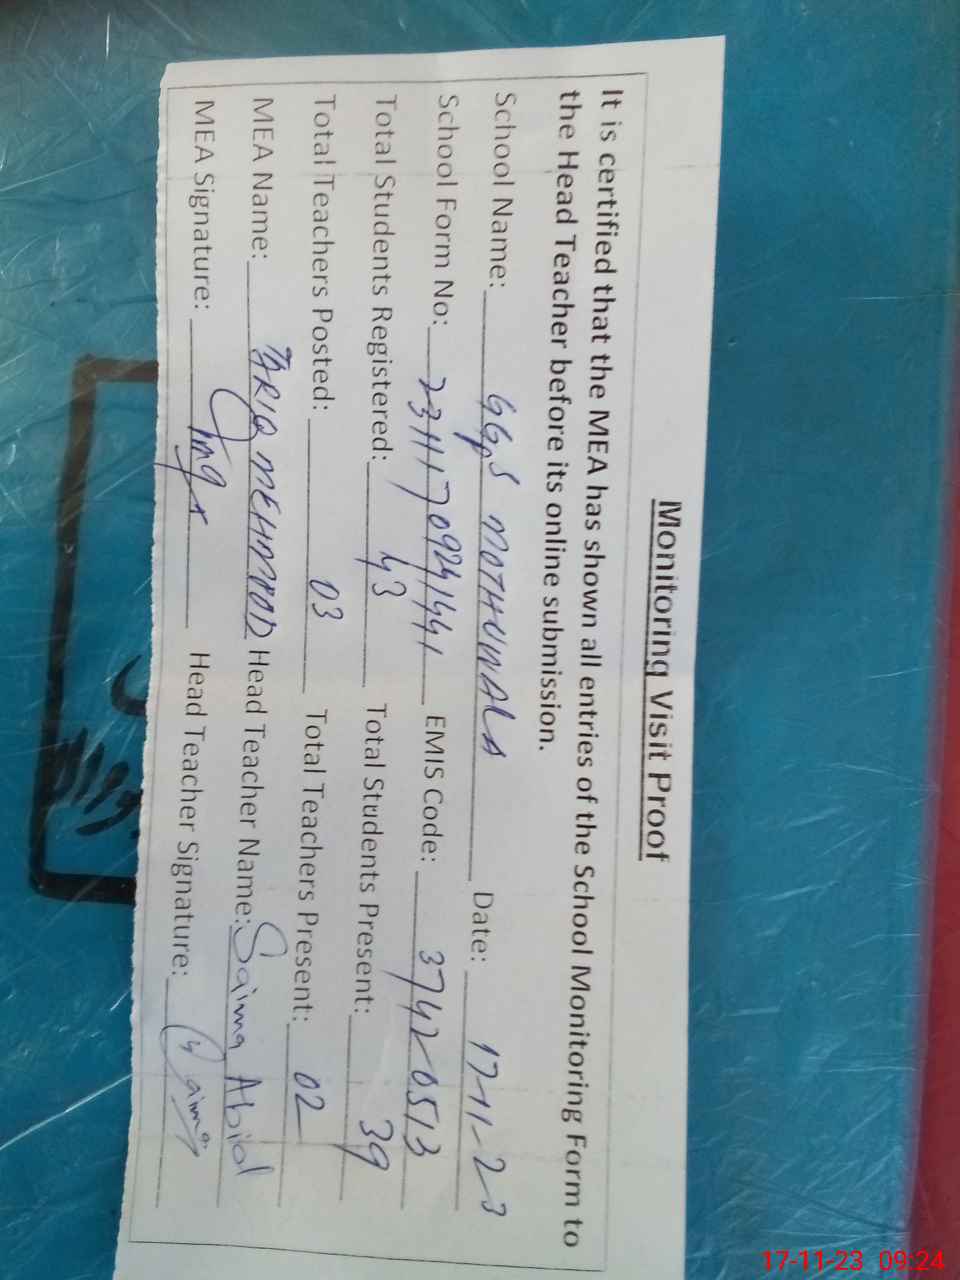 Monitoring Visit Proof
It is certified that the MEA has shown all entries of the School Monitoring Form to
the Head Teacher before its online submission.
School Name: GGPS MOTHUWALA Date: 17-11-23
School Form No: 23111709241441 EMIS Code: 37420513
Total Students Registered: 43 Total Students Present: 39
Total Teachers Posted: 03 Total Teachers Present: 02
MEA Name: TARIQ MEHMOOD Head Teacher Name: Saima Abid
MEA Signature: Head Teacher Signature: Saima
17-11-23 09:24